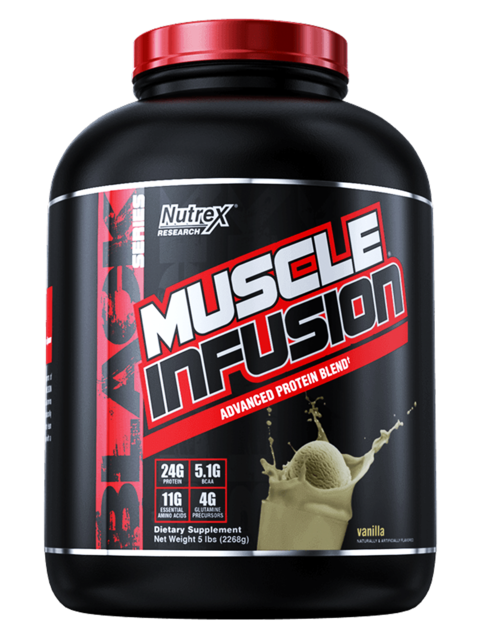 BLACK
SERIES
Nutrex
RESEARCH
MUSCLE
INFUSION®
ADVANCED PROTEIN BLEND†
24G
PROTEIN
5.1G
BCAA
11G
ESSENTIAL
AMINO ACIDS
4G
GLUTAMINE
PRECURSORS
Dietary Supplement
Net Weight 5 lbs (2268g)
vanilla
NATURALLY & ARTIFICIALLY FLAVORED